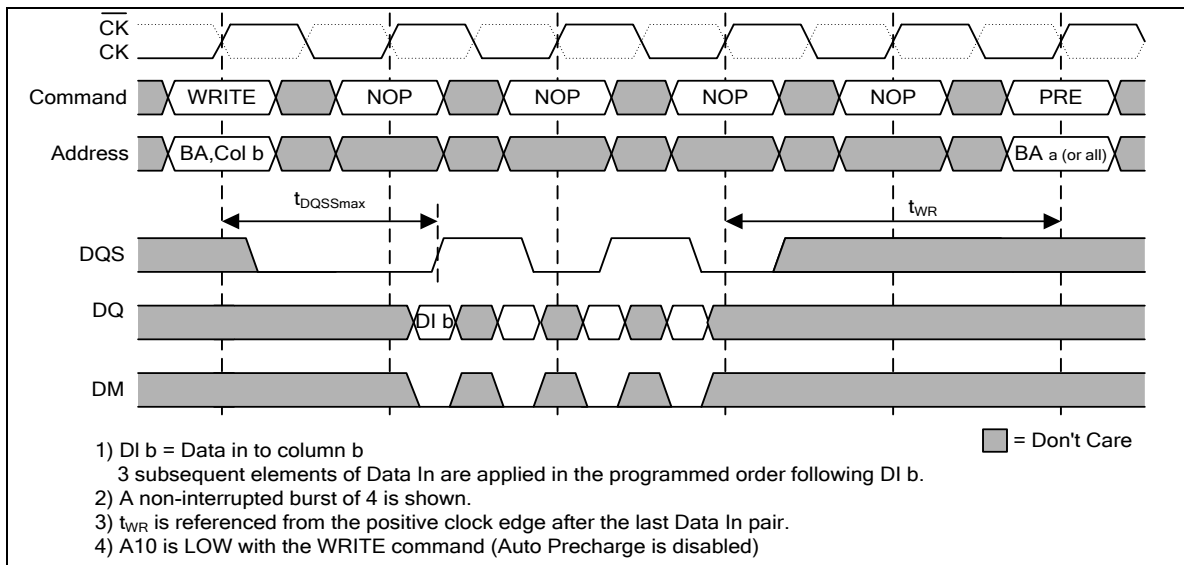 CK
CK
Command WRITE NOP NOP NOP NOP PRE
Address BA,Col b BA a (or all)
tDQSSmax tWR
DQS
DQ DI b
DM
1) DI b = Data in to column b
3 subsequent elements of Data In are applied in the programmed order following DI b.
2) A non-interrupted burst of 4 is shown.
3) tWR is referenced from the positive clock edge after the last Data In pair.
4) A10 is LOW with the WRITE command (Auto Precharge is disabled)
= Don't Care